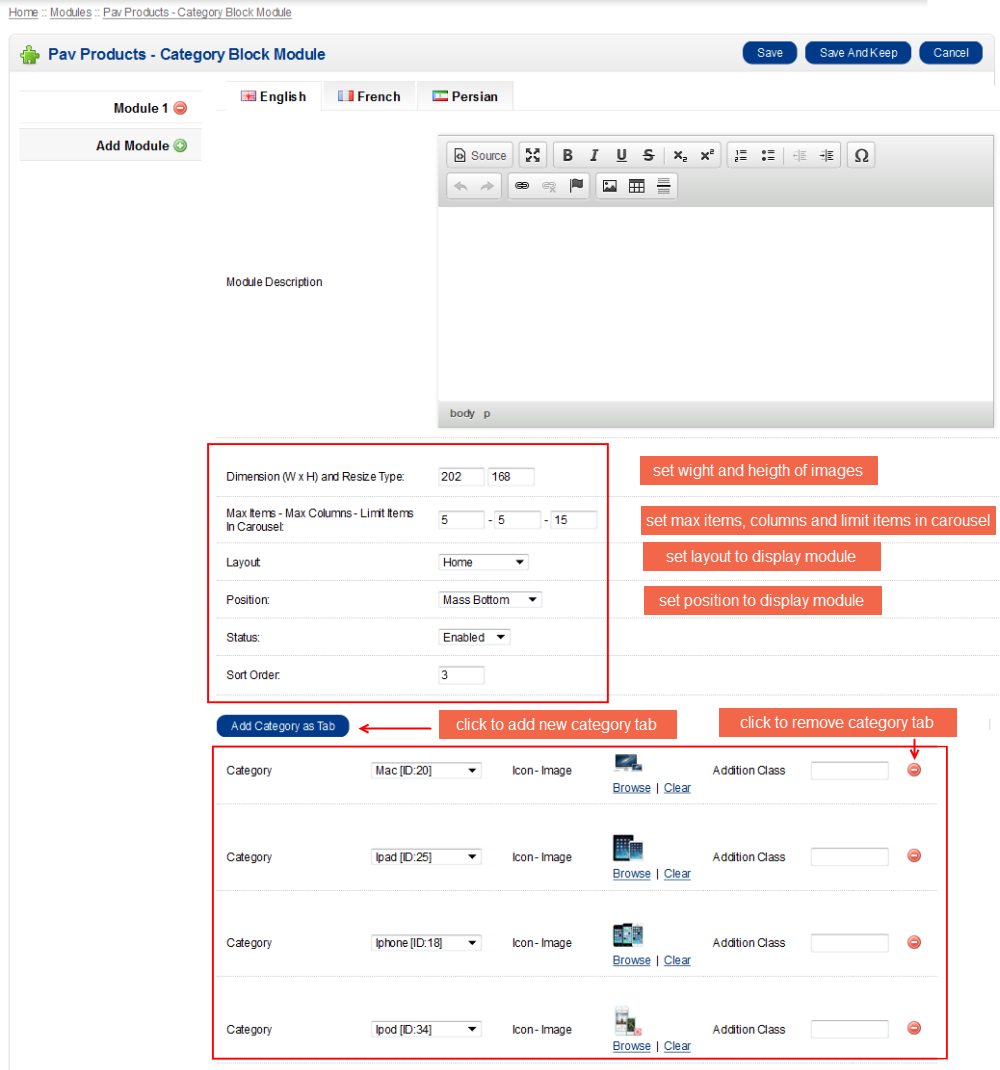 Home :: Modules :: Pav Products - Category Block Module
Pav Products - Category Block Module
Save
Save And Keep
Cancel
Module 1
Add Module
English
French
Persian
Source
B I U S x₂ x²
Ω
Module Description
body p
Dimension (W x H) and Resize Type:
202 168
set wight and heigth of images
Max Items - Max Columns - Limit Items
In Carousel:
5 - 5 - 15
set max items, columns and limit items in carousel
Layout:
Home
set layout to display module
Position:
Mass Bottom
set position to display module
Status:
Enabled
Sort Order:
3
Add Category as Tab
click to add new category tab
click to remove category tab
Category Mac [ID:20] Icon - Image Addition Class
Browse | Clear
Category Ipad [ID:25] Icon - Image Addition Class
Browse | Clear
Category Iphone [ID:18] Icon - Image Addition Class
Browse | Clear
Category Ipod [ID:34] Icon - Image Addition Class
Browse | Clear